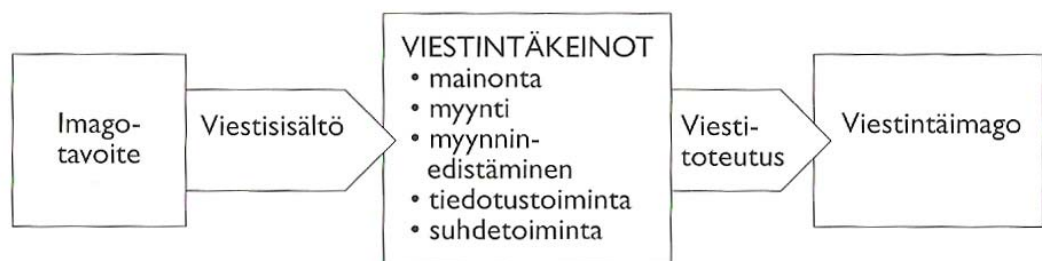 Imago-
tavoite
Viestisisältö
VIESTINTÄKEINOT
• mainonta
• myynti
• myynnin-
edistäminen
• tiedotustoiminta
• suhdetoiminta
Viesti-
toteutus
Viestintäimago